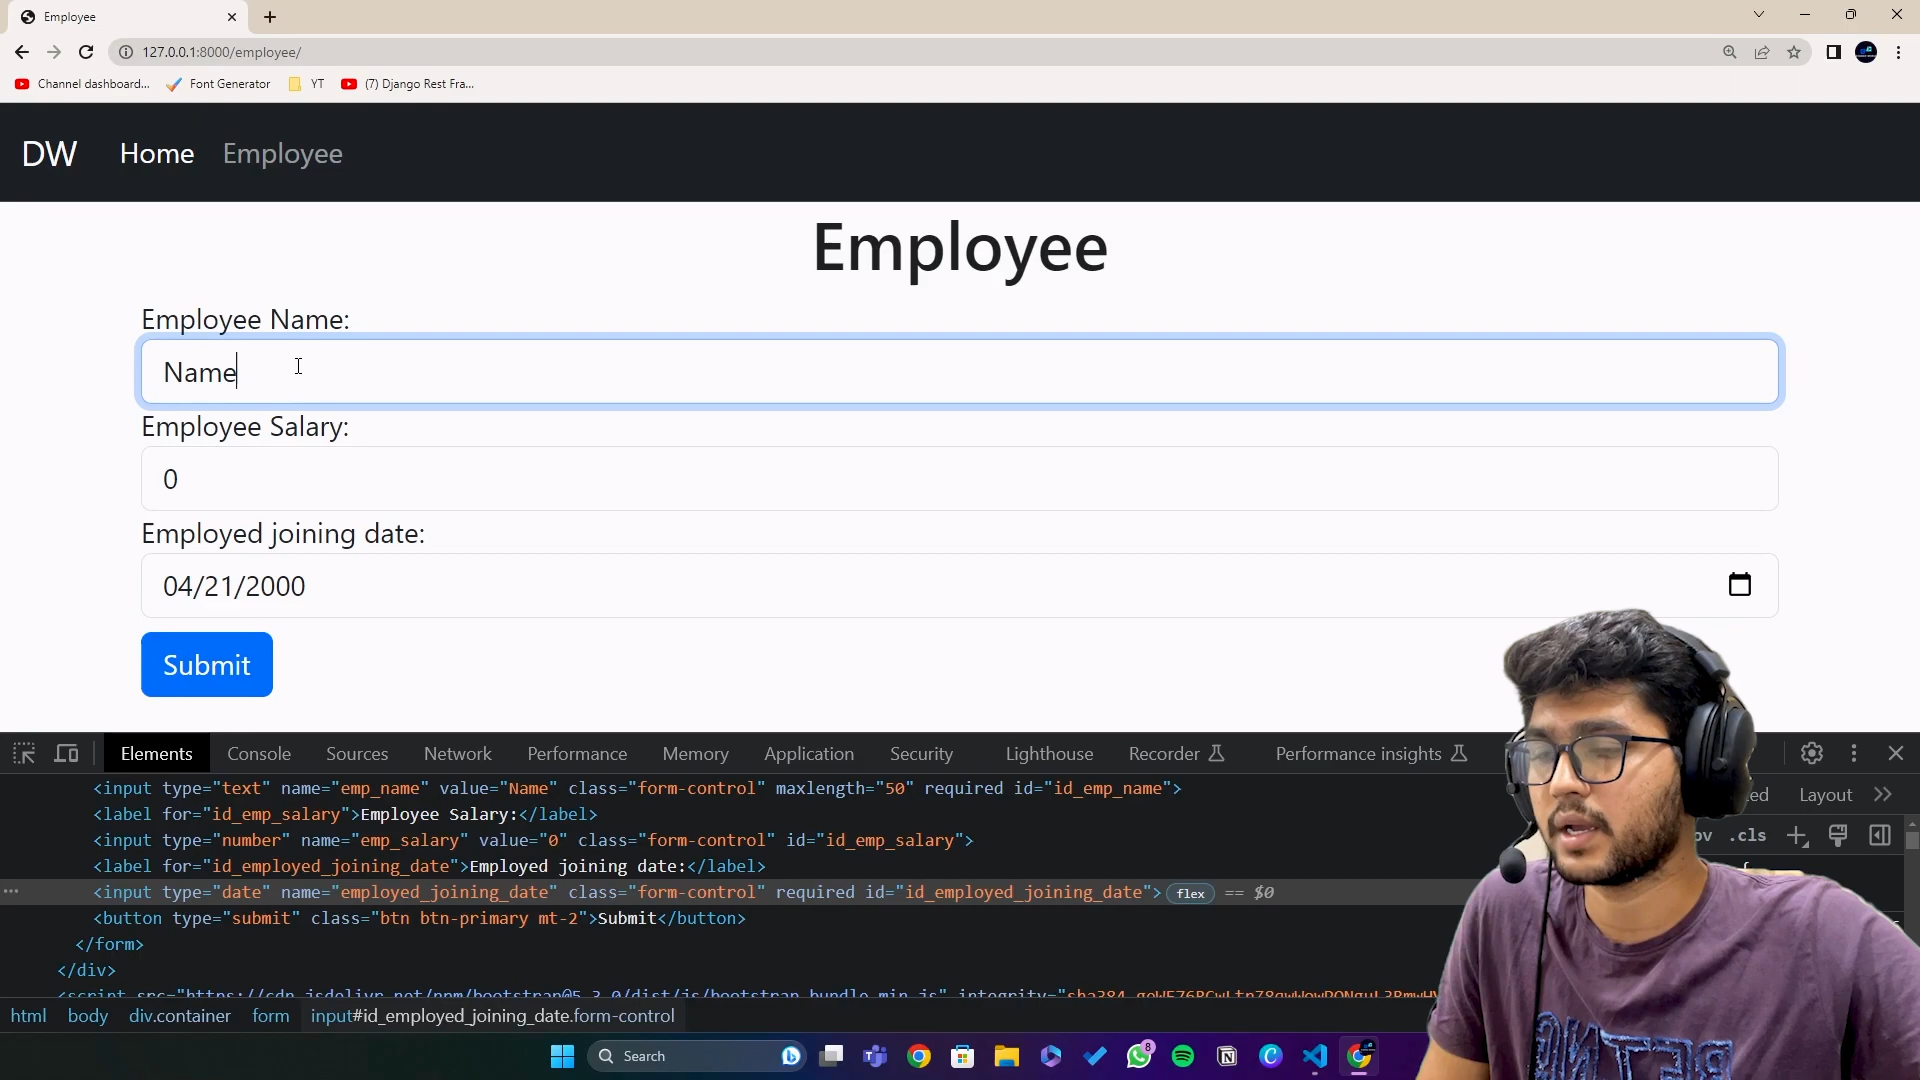 Employee
127.0.0.1:8000/employee/
Channel dashboard...
Font Generator
YT
(7) Django Rest Fra...
DW
Home
Employee
Employee
Employee Name:
Name
Employee Salary:
0
Employed joining date:
04/21/2000
Submit
Elements
Console
Sources
Network
Performance
Memory
Application
Security
Lighthouse
Recorder
Performance insights
<input type="text" name="emp_name" value="Name" class="form-control" maxlength="50" required id="id_emp_name">
<label for="id_emp_salary">Employee Salary:</label>
<input type="number" name="emp_salary" value="0" class="form-control" id="id_emp_salary">
<label for="id_employed_joining_date">Employed joining date:</label>
<input type="date" name="employed_joining_date" class="form-control" required id="id_employed_joining_date"> flex == $0
<button type="submit" class="btn btn-primary mt-2">Submit</button>
</form>
</div>
Layout
.cls
html
body
div.container
form
input#id_employed_joining_date.form-control
Search
8